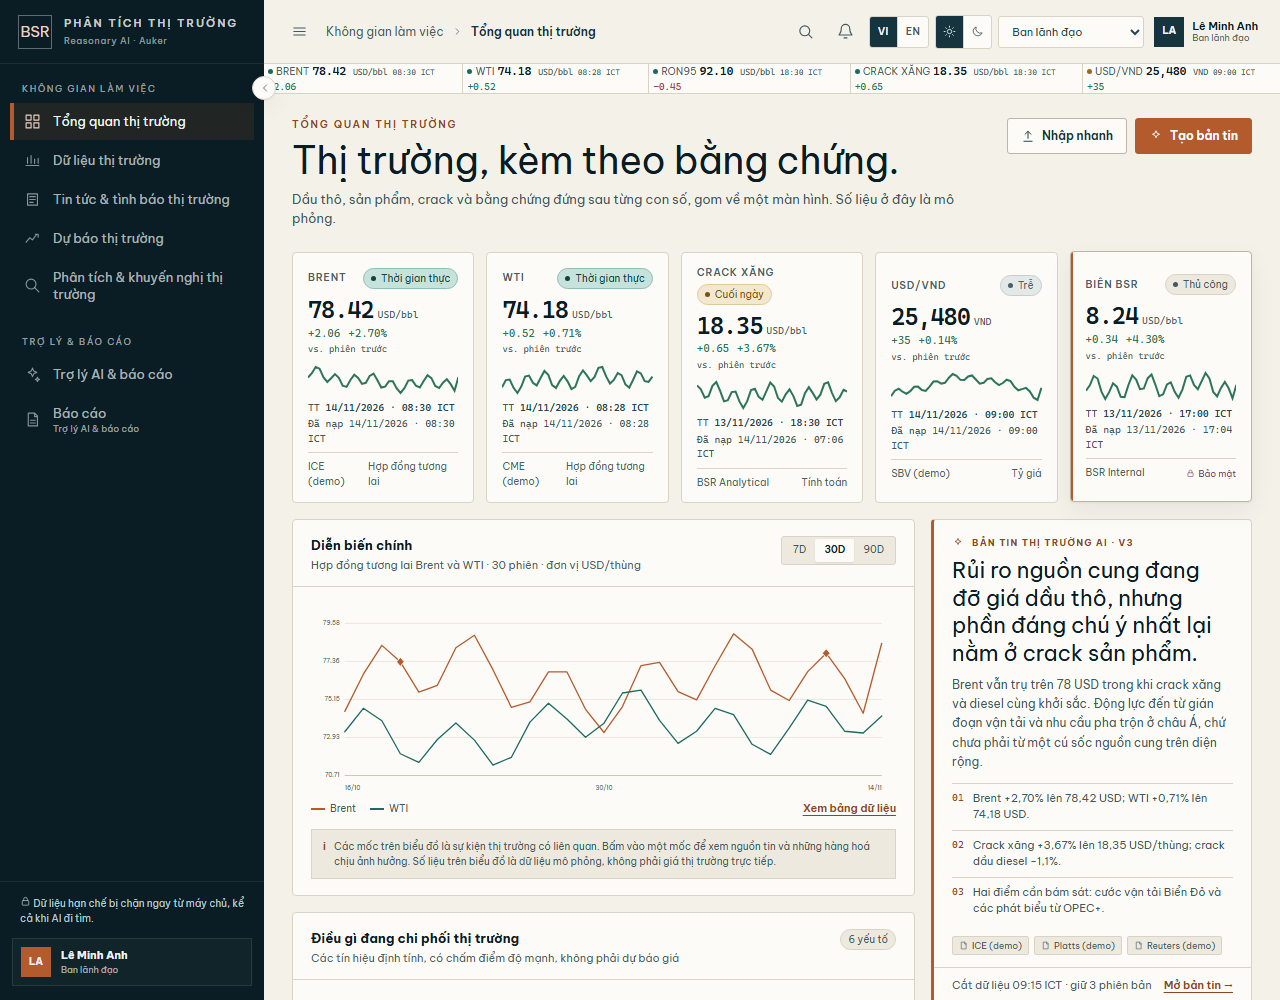 BSR
PHÂN TÍCH THỊ TRƯỜNG
Reasonary AI · Auker
KHÔNG GIAN LÀM VIỆC
Tổng quan thị trường
Dữ liệu thị trường
Tin tức & tình báo thị trường
Dự báo thị trường
Phân tích & khuyến nghị thị
trường
TRỢ LÝ & BÁO CÁO
Trợ lý AI & báo cáo
Báo cáo
Trợ lý AI & báo cáo
Dữ liệu hạn chế bị chặn ngay từ máy chủ, kể
cả khi AI đi tìm.
LA
Lê Minh Anh
Ban lãnh đạo
Không gian làm việc
Tổng quan thị trường
VI
EN
Ban lãnh đạo
LA
Lê Minh Anh
Ban lãnh đạo
BRENT 78.42 USD/bbl 08:30 ICT
2.06
WTI 74.18 USD/bbl 08:28 ICT
+0.52
RON95 92.10 USD/bbl 18:30 ICT
−0.45
CRACK XĂNG 18.35 USD/bbl 18:30 ICT
+0.65
USD/VND 25,480 VND 09:00 ICT
+35
TỔNG QUAN THỊ TRƯỜNG
Thị trường, kèm theo bằng chứng.
Dầu thô, sản phẩm, crack và bằng chứng đứng sau từng con số, gom về một màn hình. Số liệu ở đây là mô
phỏng.
Nhập nhanh
Tạo bản tin
BRENT
Thời gian thực
78.42 USD/bbl
+2.06 +2.70%
vs. phiên trước
TT 14/11/2026 · 08:30 ICT
Đã nạp 14/11/2026 · 08:30
ICT
ICE
(demo)
Hợp đồng tương
lai
WTI
Thời gian thực
74.18 USD/bbl
+0.52 +0.71%
vs. phiên trước
TT 14/11/2026 · 08:28 ICT
Đã nạp 14/11/2026 · 08:28
ICT
CME
(demo)
Hợp đồng tương
lai
CRACK XĂNG
Cuối ngày
18.35 USD/bbl
+0.65 +3.67%
vs. phiên trước
TT 13/11/2026 · 18:30 ICT
Đã nạp 14/11/2026 · 07:06
ICT
BSR Analytical
Tính toán
USD/VND
Trễ
25,480 VND
+35 +0.14%
vs. phiên trước
TT 14/11/2026 · 09:00 ICT
Đã nạp 14/11/2026 · 09:00
ICT
SBV (demo)
Tỷ giá
BIÊN BSR
Thủ công
8.24 USD/bbl
+0.34 +4.30%
vs. phiên trước
TT 13/11/2026 · 17:00 ICT
Đã nạp 13/11/2026 · 17:04
ICT
BSR Internal
Bảo mật
Diễn biến chính
Hợp đồng tương lai Brent và WTI · 30 phiên · đơn vị USD/thùng
7D
30D
90D
79.58
77.36
75.15
72.93
70.71
16/10
30/10
14/11
Brent
WTI
Xem bảng dữ liệu
i
Các mốc trên biểu đồ là sự kiện thị trường có liên quan. Bấm vào một mốc để xem nguồn tin và những hàng hoá
chịu ảnh hưởng. Số liệu trên biểu đồ là dữ liệu mô phỏng, không phải giá thị trường trực tiếp.
Điều gì đang chi phối thị trường
Các tín hiệu định tính, có chấm điểm độ mạnh, không phải dự báo giá
6 yếu tố
BẢN TIN THỊ TRƯỜNG AI · V3
Rủi ro nguồn cung đang
đỡ giá dầu thô, nhưng
phần đáng chú ý nhất lại
nằm ở crack sản phẩm.
Brent vẫn trụ trên 78 USD trong khi crack xăng
và diesel cùng khởi sắc. Động lực đến từ gián
đoạn vận tải và nhu cầu pha trộn ở châu Á, chứ
chưa phải từ một cú sốc nguồn cung trên diện
rộng.
01
Brent +2,70% lên 78,42 USD; WTI +0,71% lên
74,18 USD.
02
Crack xăng +3,67% lên 18,35 USD/thùng; crack
dầu diesel −1,1%.
03
Hai điểm cần bám sát: cước vận tải Biển Đỏ và
các phát biểu từ OPEC+.
ICE (demo)
Platts (demo)
Reuters (demo)
Cắt dữ liệu 09:15 ICT · giữ 3 phiên bản
Mở bản tin →